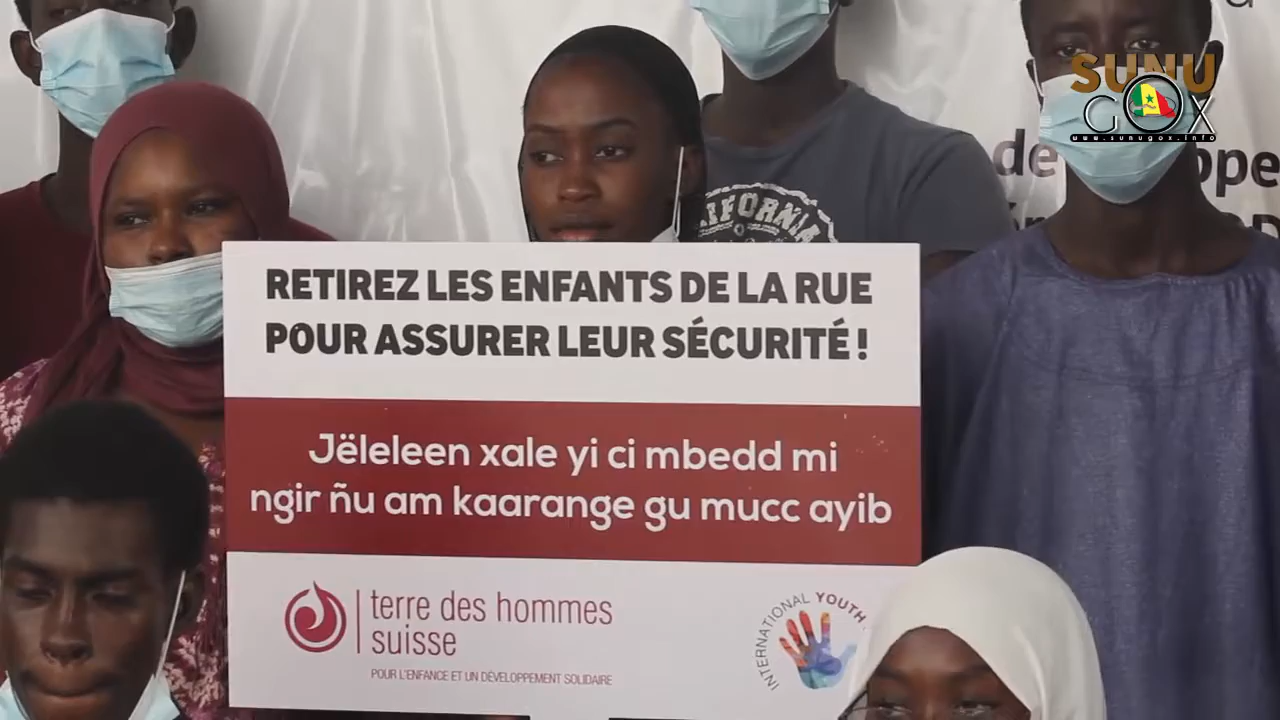 SUNU
GOX
www.sunugox.info
CALIFORNIA
de
RETIREZ LES ENFANTS DE LA RUE
POUR ASSURER LEUR SÉCURITÉ !
Jëleleen xale yi ci mbedd mi
ngir ñu am kaarange gu mucc ayib
terre des hommes
suisse
POUR L'ENFANCE ET UN DÉVELOPPEMENT SOLIDAIRE
INTERNATIONAL YOUTH